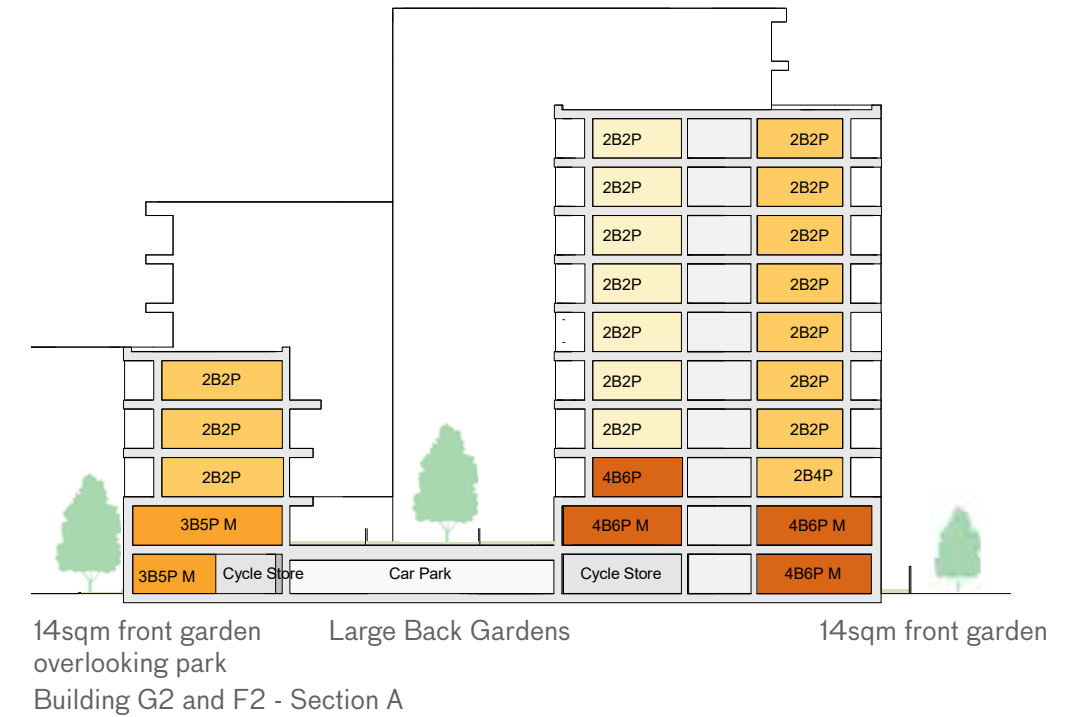 2B2P 2B2P
2B2P 2B2P
2B2P 2B2P
2B2P 2B2P
2B2P 2B2P
2B2P 2B2P 2B2P
2B2P 2B2P 2B2P
2B2P 4B6P 2B4P
3B5P M 4B6P M 4B6P M
3B5P M Cycle Store Car Park Cycle Store 4B6P M
14sqm front garden Large Back Gardens 14sqm front garden
overlooking park
Building G2 and F2 - Section A